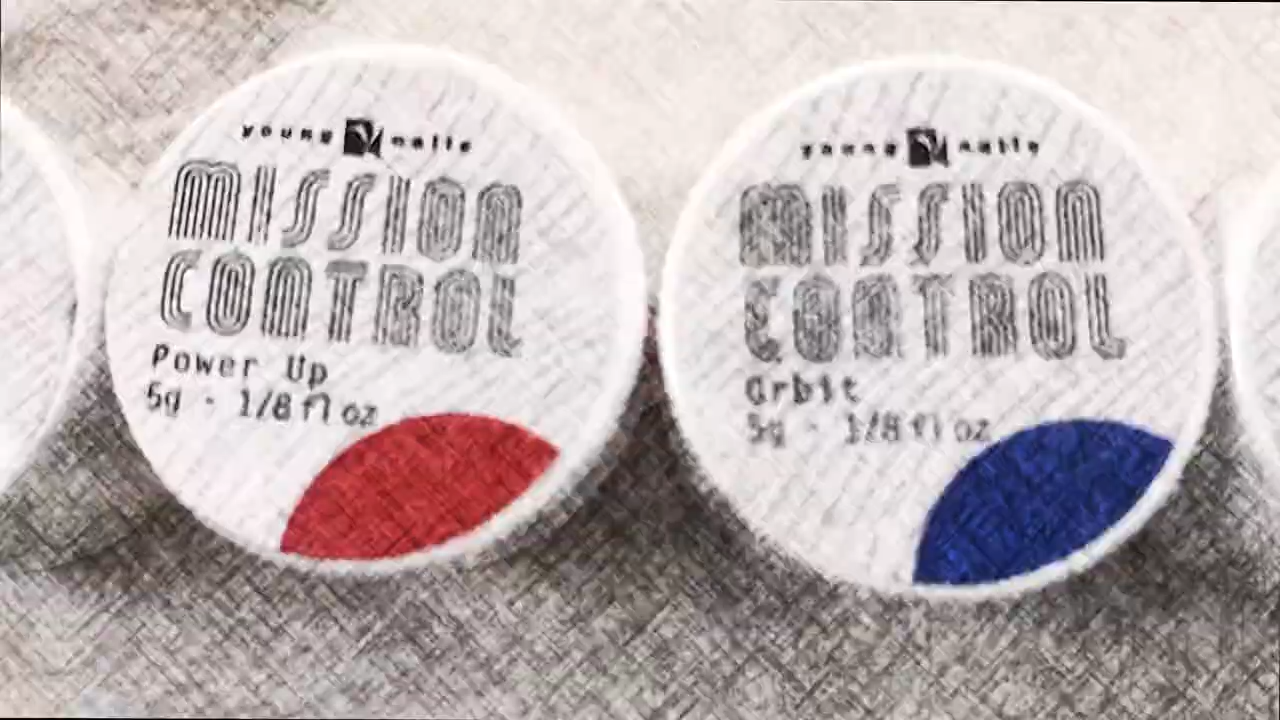 young nails
MISSION
CONTROL
Power Up
5g - 1/8 fl oz
young nails
MISSION
CONTROL
Orbit
5g - 1/8 fl oz